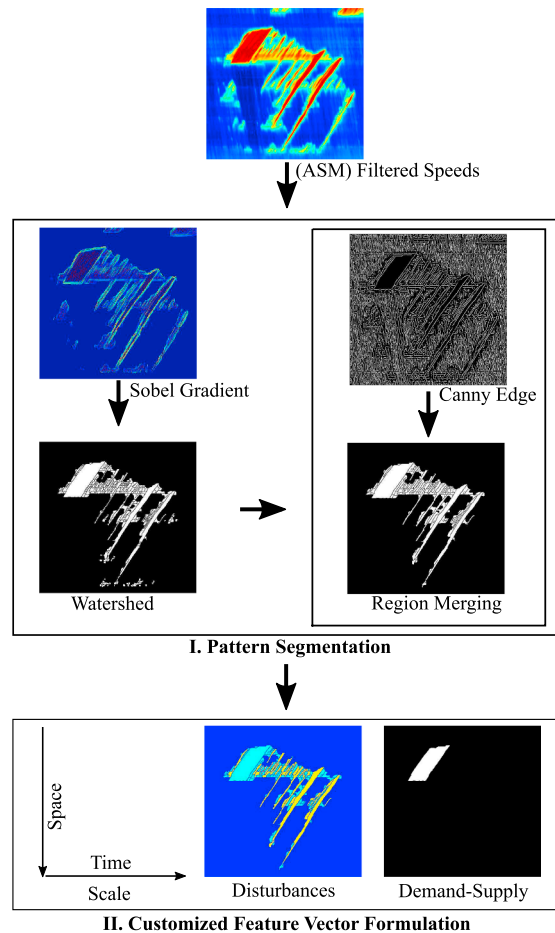 (ASM) Filtered Speeds
Sobel Gradient
Canny Edge
Watershed
Region Merging
I. Pattern Segmentation
Space
Time
Scale
Disturbances
Demand-Supply
II. Customized Feature Vector Formulation